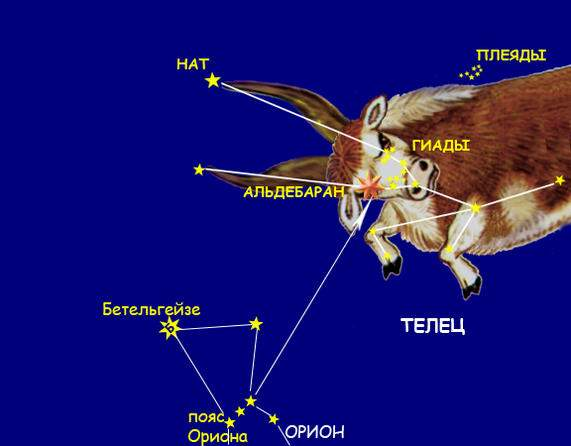 ПЛЕЯДЫ
НАТ
ГИАДЫ
АЛЬДЕБАРАН
Бетельгейзе
ТЕЛЕЦ
пояс
Ориона
ОРИОН